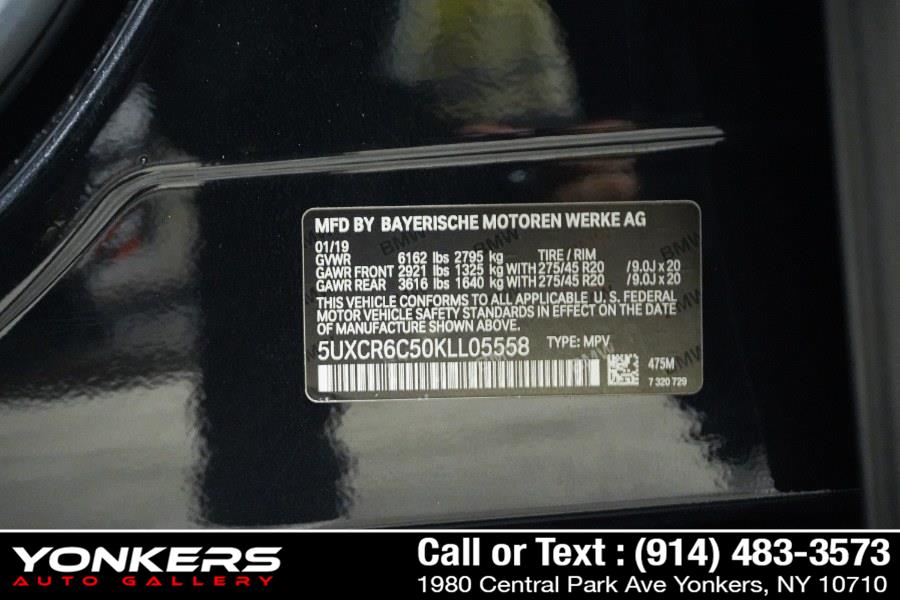 MFD BY BAYERISCHE MOTOREN WERKE AG
01/19
GVWR 6162 lbs 2795 kg TIRE / RIM
GAWR FRONT 2921 lbs 1325 kg WITH 275/45 R20 /9.0J x 20
GAWR REAR 3616 lbs 1640 kg WITH 275/45 R20 /9.0J x 20
THIS VEHICLE CONFORMS TO ALL APPLICABLE U. S. FEDERAL
MOTOR VEHICLE SAFETY STANDARDS IN EFFECT ON THE DATE
OF MANUFACTURE SHOWN ABOVE.
5UXCR6C50KLL05558 TYPE: MPV
475M
7 320 729
YONKERS
AUTO GALLERY
Call or Text : (914) 483-3573
1980 Central Park Ave Yonkers, NY 10710